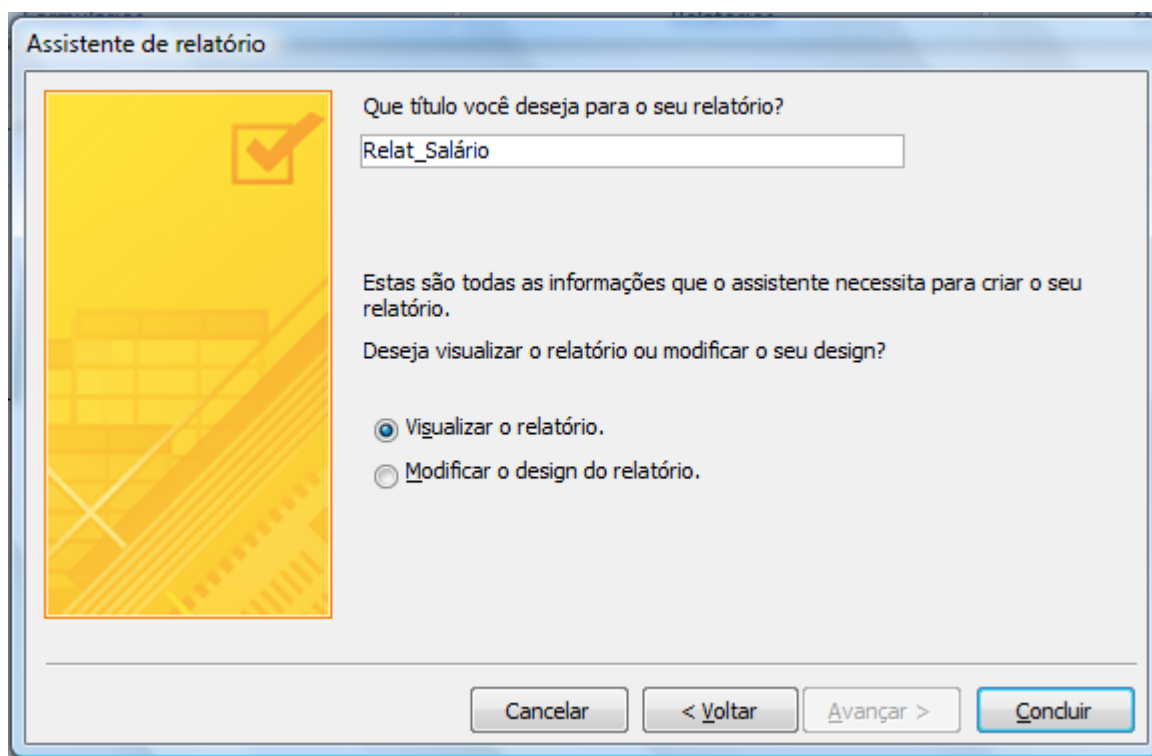 Assistente de relatório
Que título você deseja para o seu relatório?
Relat_Salário
Estas são todas as informações que o assistente necessita para criar o seu
relatório.
Deseja visualizar o relatório ou modificar o seu design?
Visualizar o relatório.
Modificar o design do relatório.
Cancelar
< Voltar
Avançar >
Concluir